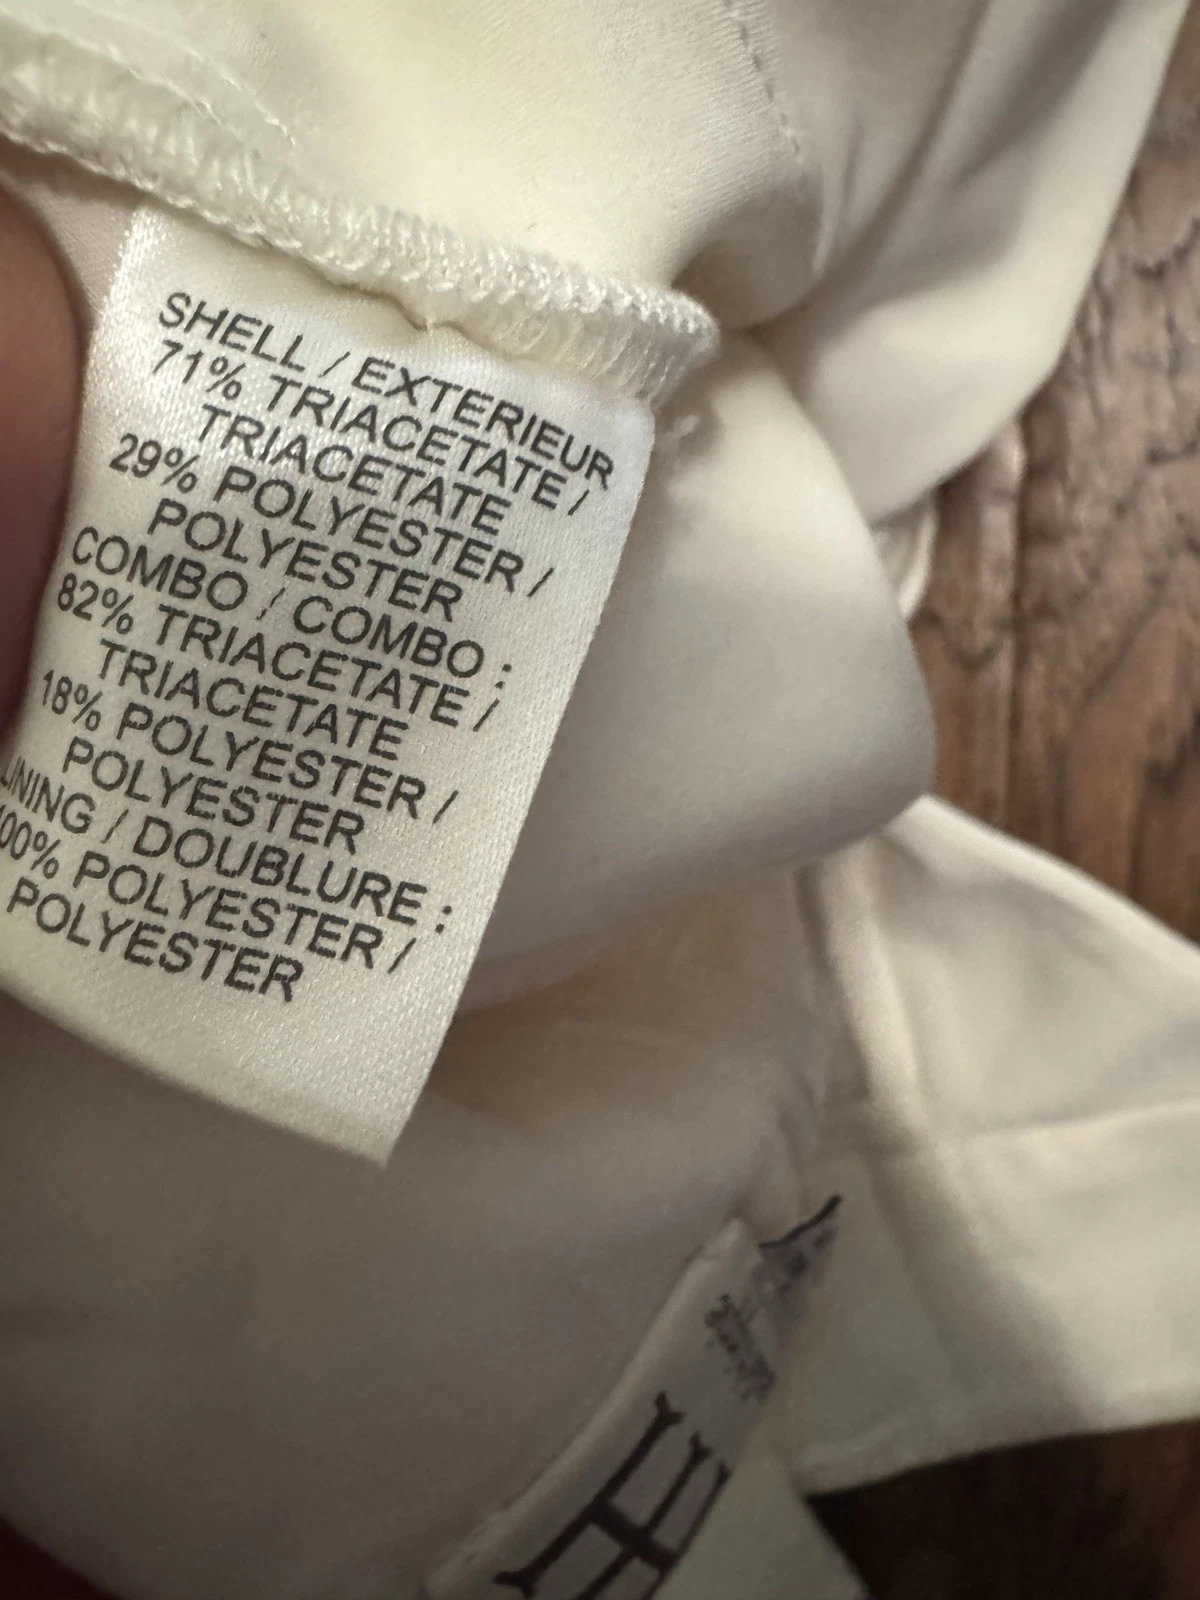 SHELL / EXTERIEUR
71% TRIACETATE /
TRIACETATE
29% POLYESTER /
POLYESTER
COMBO / COMBO :
82% TRIACETATE /
TRIACETATE
18% POLYESTER /
POLYESTER
LINING / DOUBLURE :
100% POLYESTER /
POLYESTER